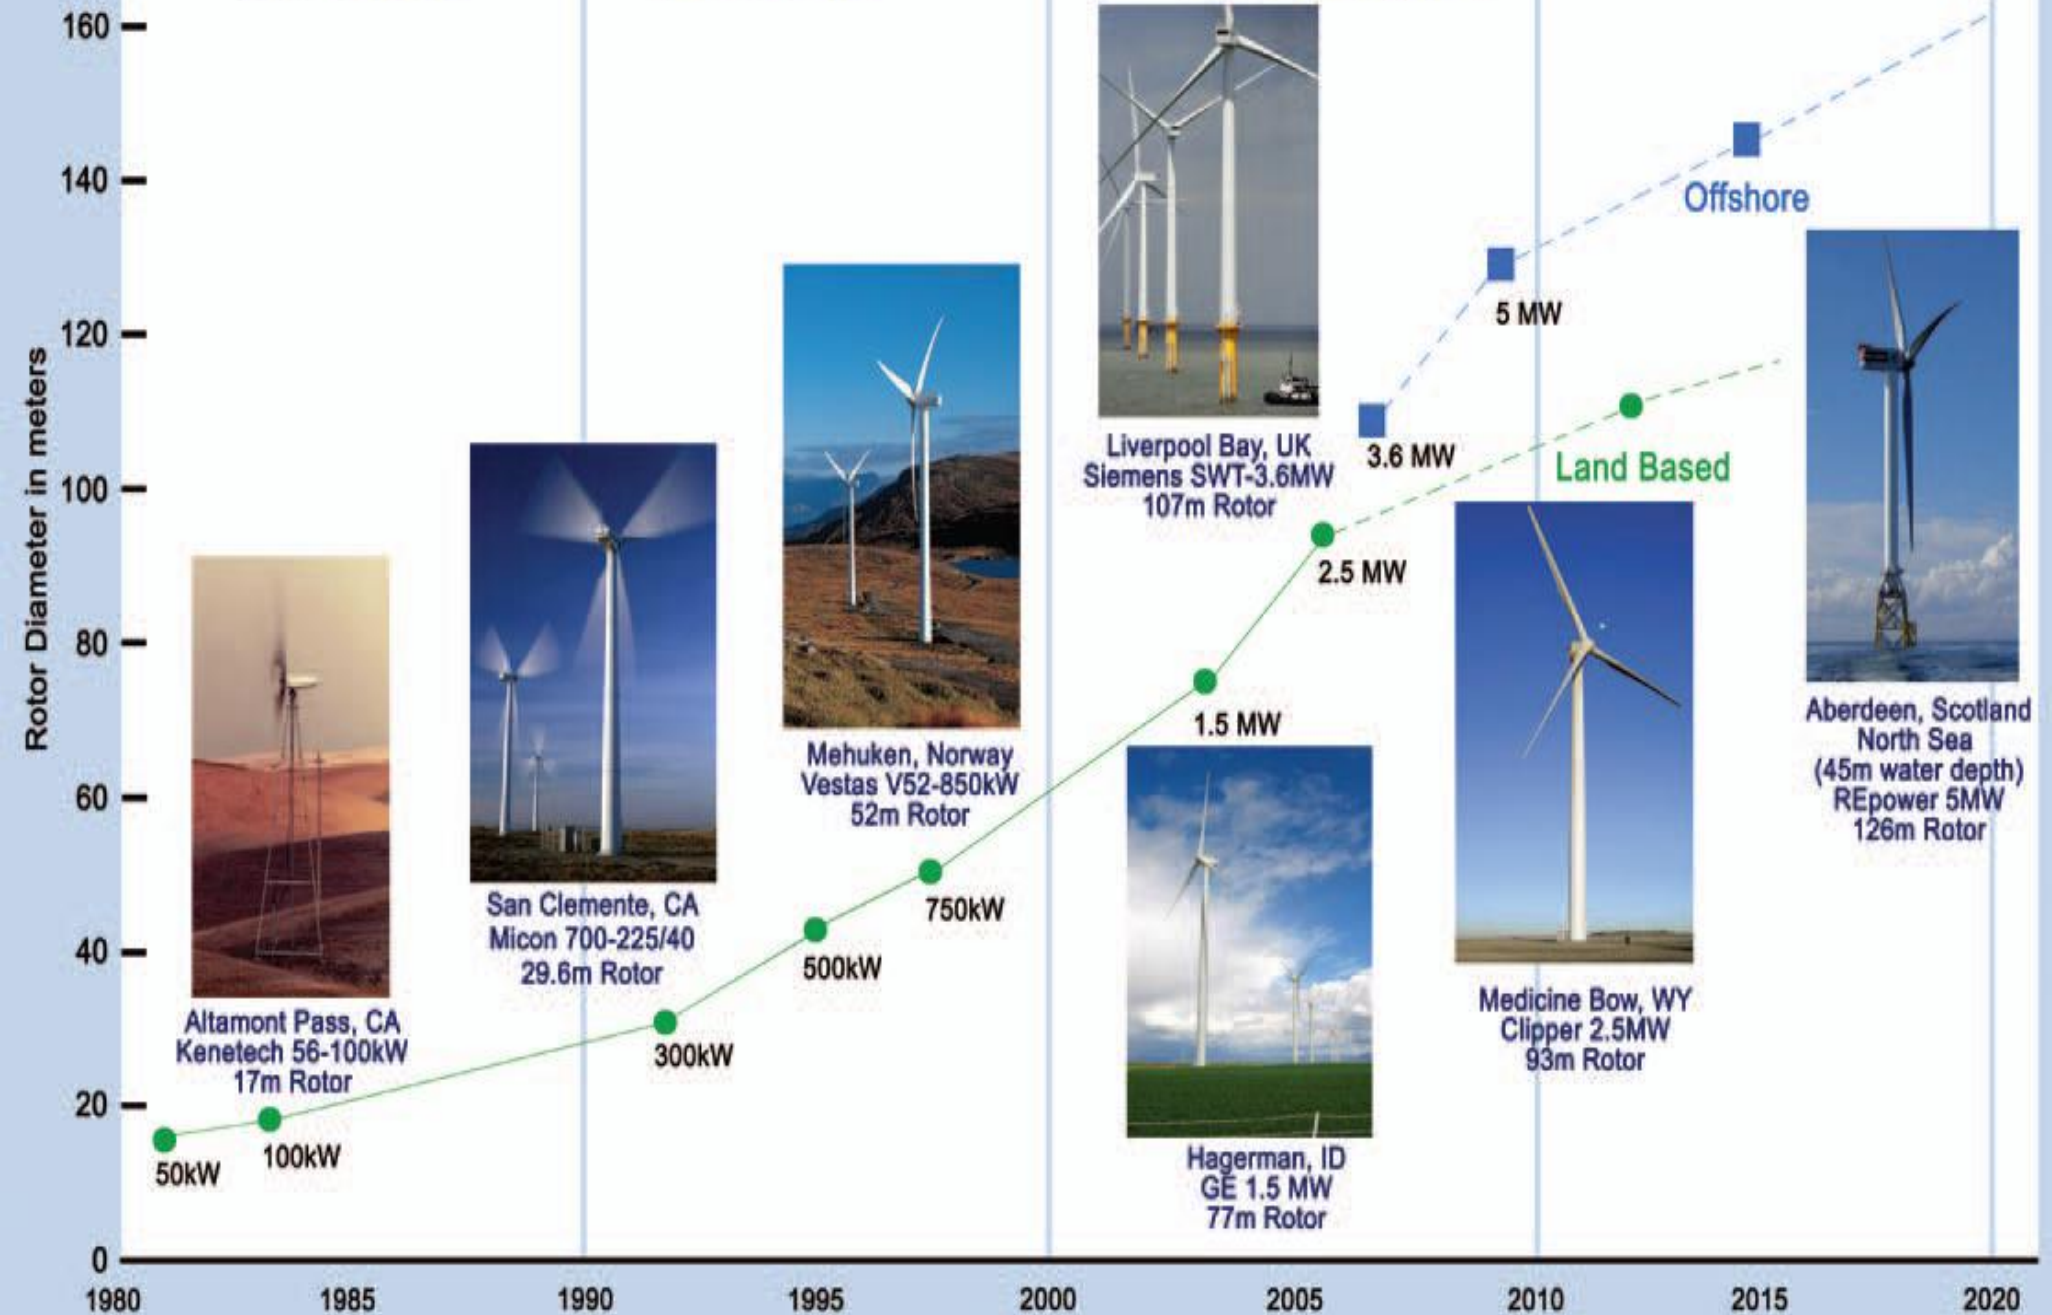 160
140
120
100
80
60
40
20
0
Rotor Diameter in meters
1980
1985
1990
1995
2000
2005
2010
2015
2020
50kW
100kW
300kW
500kW
750kW
1.5 MW
2.5 MW
3.6 MW
5 MW
Offshore
Land Based
Altamont Pass, CA
Kenetech 56-100kW
17m Rotor
San Clemente, CA
Micon 700-225/40
29.6m Rotor
Mehuken, Norway
Vestas V52-850kW
52m Rotor
Liverpool Bay, UK
Siemens SWT-3.6MW
107m Rotor
Hagerman, ID
GE 1.5 MW
77m Rotor
Medicine Bow, WY
Clipper 2.5MW
93m Rotor
Aberdeen, Scotland
North Sea
(45m water depth)
REpower 5MW
126m Rotor